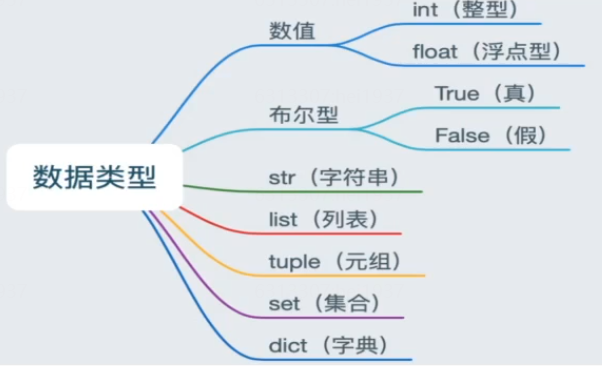 数据类型
数值
int（整型）
float（浮点型）
布尔型
True（真）
False（假）
str（字符串）
list（列表）
tuple（元组）
set（集合）
dict（字典）